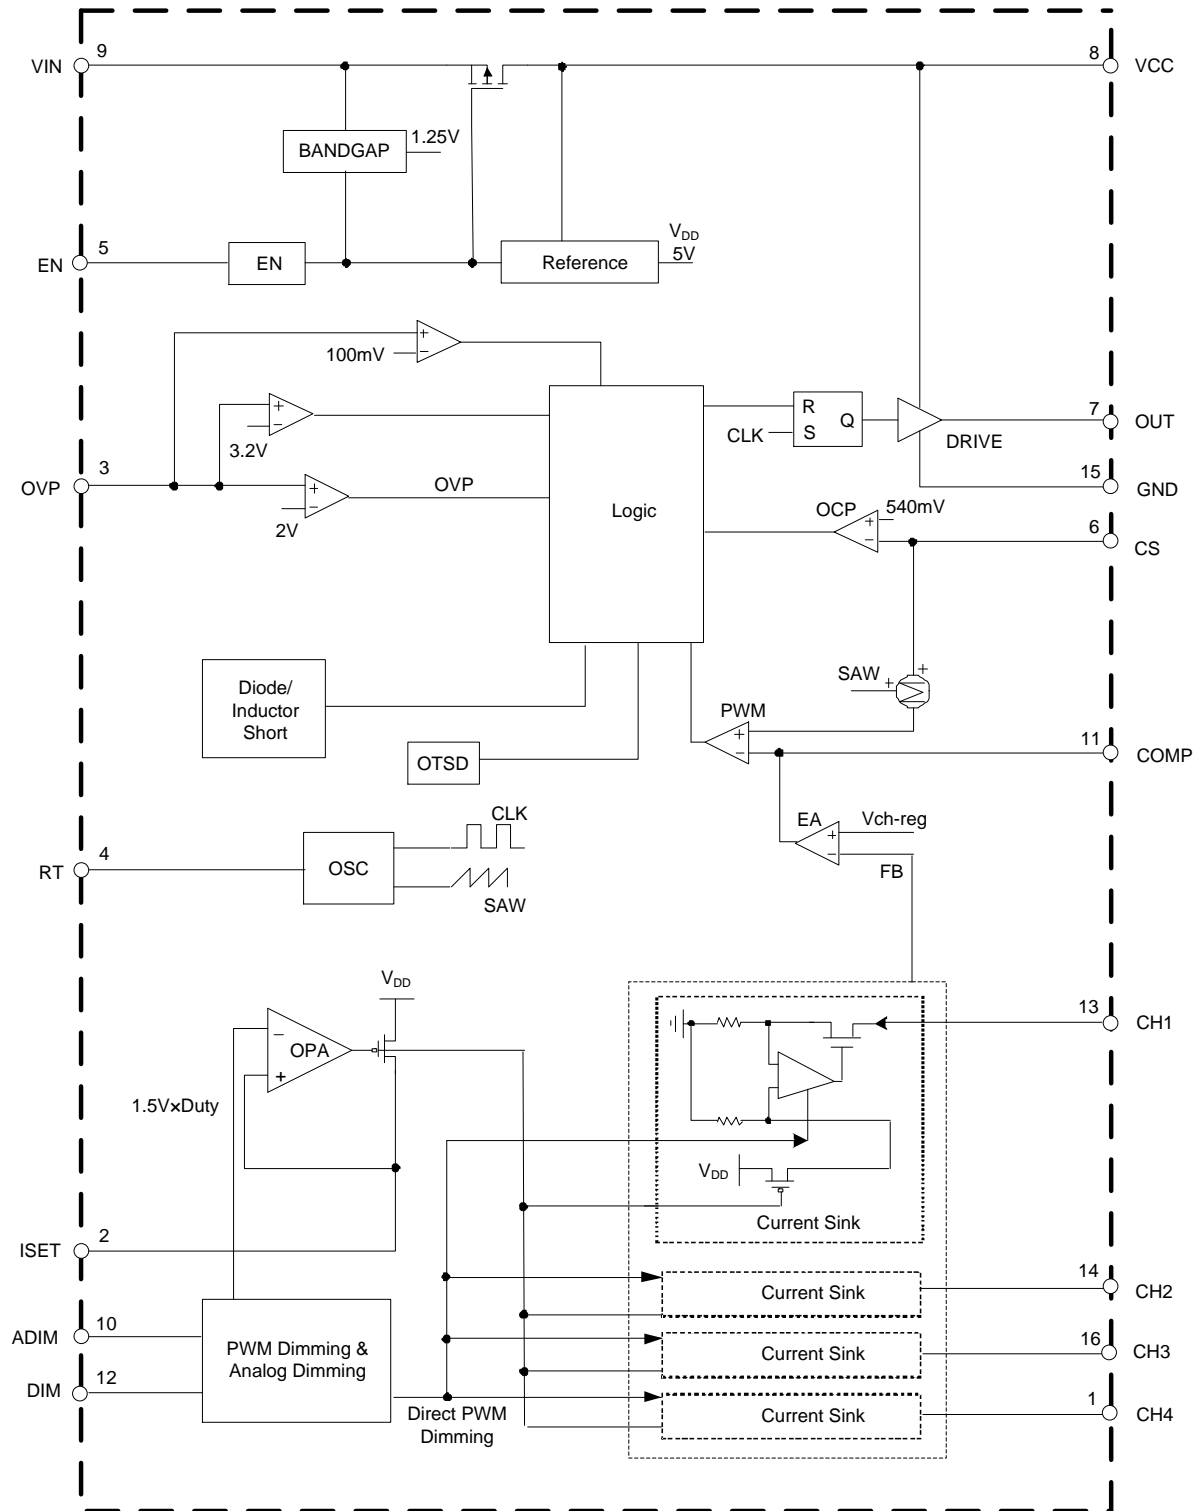 9
VIN
8
VCC
1.25V
BANDGAP
5
EN
EN
Reference
V_DD
5V
+
−
100mV
+
−
3.2V
3
OVP
+
−
2V
OVP
Logic
R
S
Q
CLK
DRIVE
7
OUT
15
GND
OCP
+
−
540mV
6
CS
SAW
+
+
Σ
Diode/
Inductor
Short
OTSD
PWM
+
−
11
COMP
EA
+
−
Vch-reg
FB
4
RT
OSC
CLK
SAW
V_DD
−
OPA
+
1.5V×Duty
13
CH1
V_DD
Current Sink
2
ISET
14
CH2
Current Sink
10
ADIM
12
DIM
PWM Dimming &
Analog Dimming
16
CH3
Current Sink
Direct PWM
Dimming
1
CH4
Current Sink